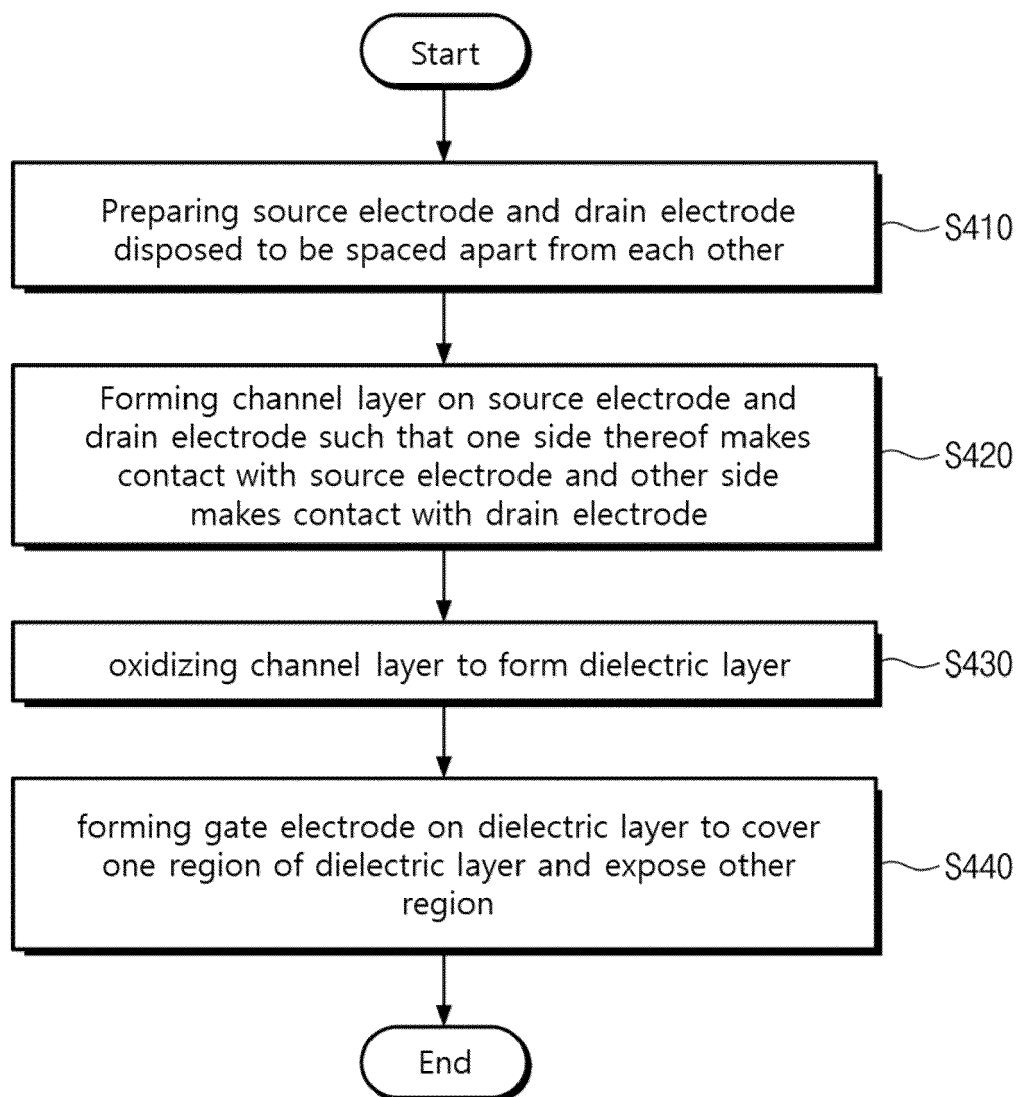 Start
Preparing source electrode and drain electrode
disposed to be spaced apart from each other
S410
Forming channel layer on source electrode and
drain electrode such that one side thereof makes
contact with source electrode and other side
makes contact with drain electrode
S420
oxidizing channel layer to form dielectric layer
S430
forming gate electrode on dielectric layer to cover
one region of dielectric layer and expose other
region
S440
End